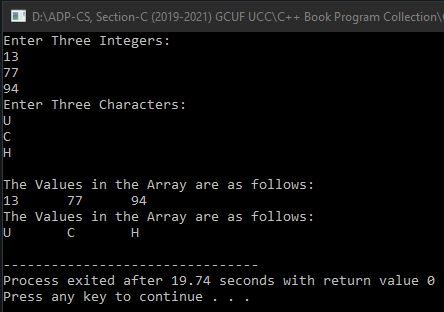 D:\ADP-CS, Section-C (2019-2021) GCUF UCC\C++ Book Program Collection\
Enter Three Integers:
13
77
94
Enter Three Characters:
U
C
H
The Values in the Array are as follows:
13 77 94
The Values in the Array are as follows:
U C H
--------------------------------
Process exited after 19.74 seconds with return value 0
Press any key to continue . . .